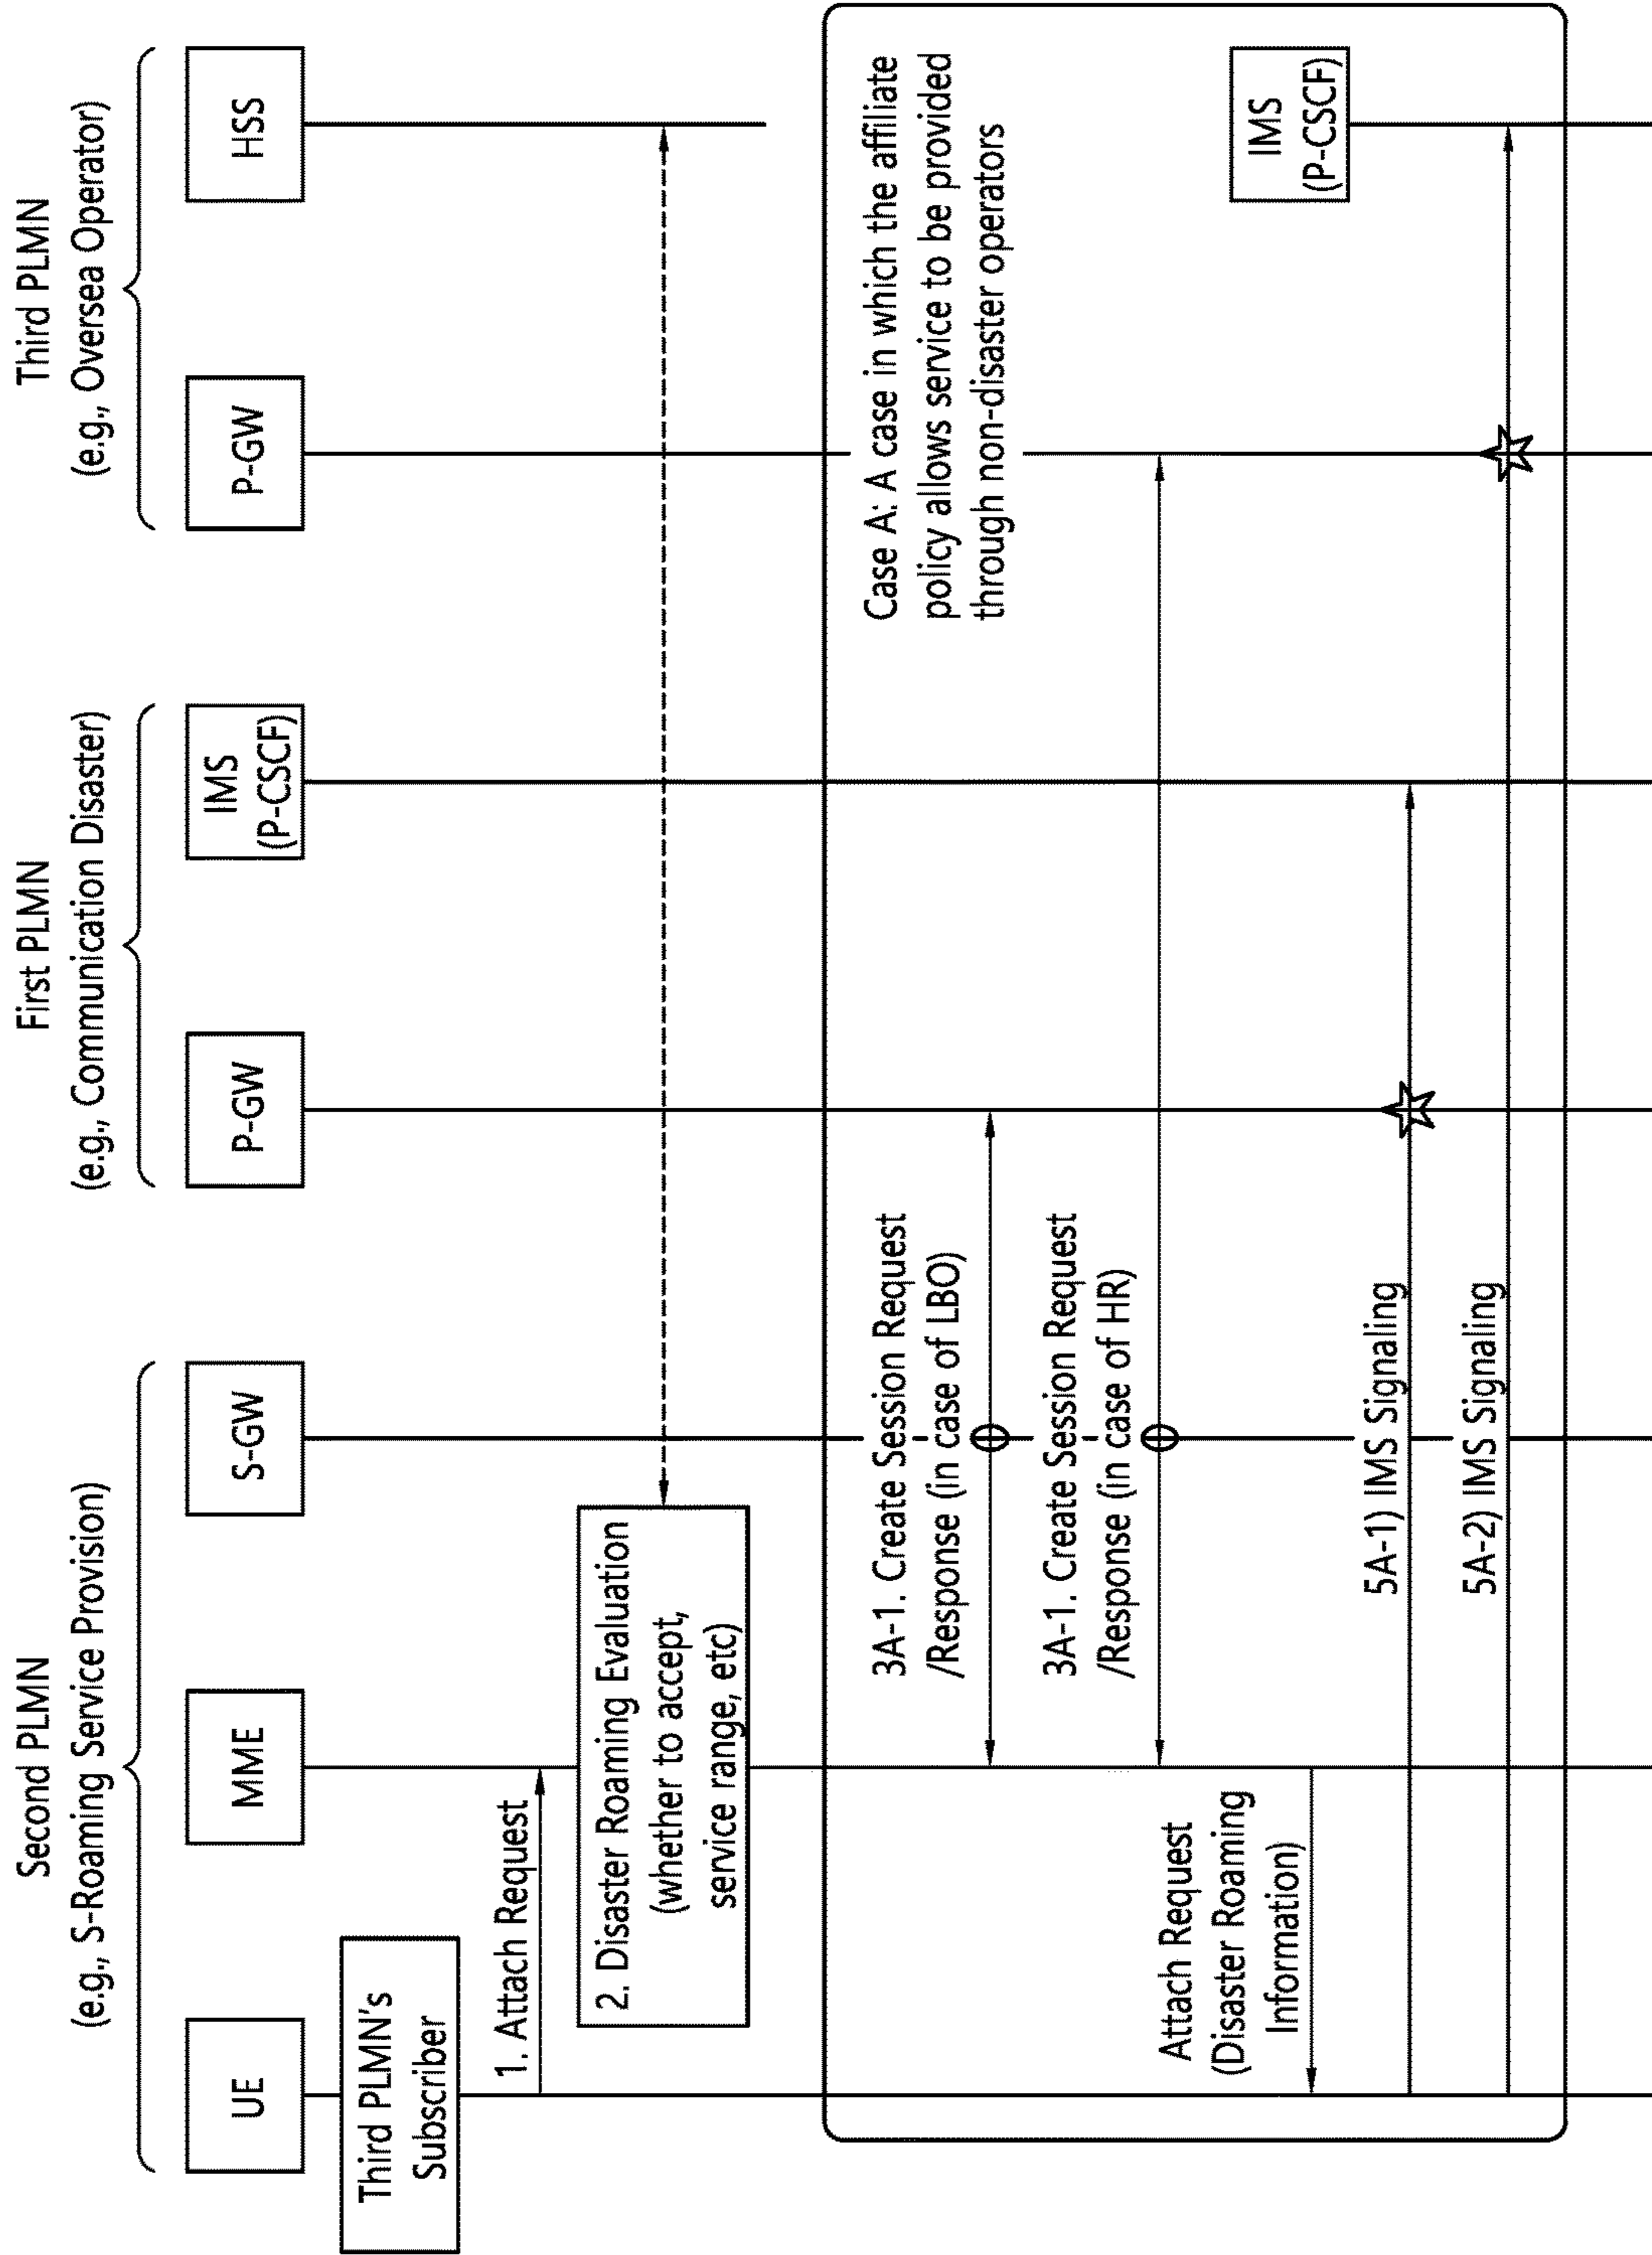 Second PLMN
(e.g., S-Roaming Service Provision)
First PLMN
(e.g., Communication Disaster)
Third PLMN
(e.g., Oversea Operator)
UE
MME
S-GW
P-GW
IMS
(P-CSCF)
P-GW
HSS
Third PLMN's
Subscriber
1. Attach Request
2. Disaster Roaming Evaluation
(whether to accept,
service range, etc)
Case A: A case in which the affiliate
policy allows service to be provided
through non-disaster operators
3A-1. Create Session Request
/Response (in case of LBO)
3A-1. Create Session Request
/Response (in case of HR)
Attach Request
(Disaster Roaming
Information)
IMS
(P-CSCF)
5A-1) IMS Signaling
5A-2) IMS Signaling